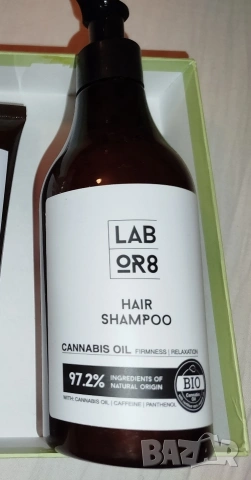 LAB
OR8
HAIR
SHAMPOO
CANNABIS OIL FIRMNESS | RELAXATION
97.2% INGREDIENTS OF
NATURAL ORIGIN
WITH: CANNABIS OIL | CAFFEINE | PANTHENOL
BIO
BAZAR